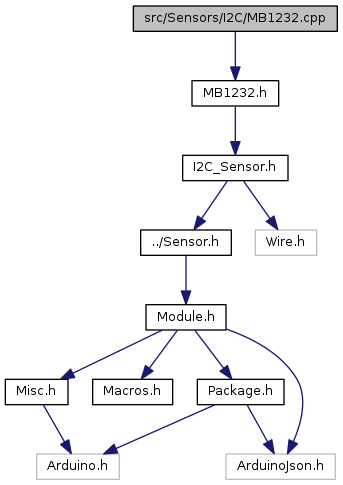 src/Sensors/I2C/MB1232.cpp
MB1232.h
I2C_Sensor.h
../Sensor.h
Wire.h
Module.h
Misc.h
Macros.h
Package.h
Arduino.h
ArduinoJson.h